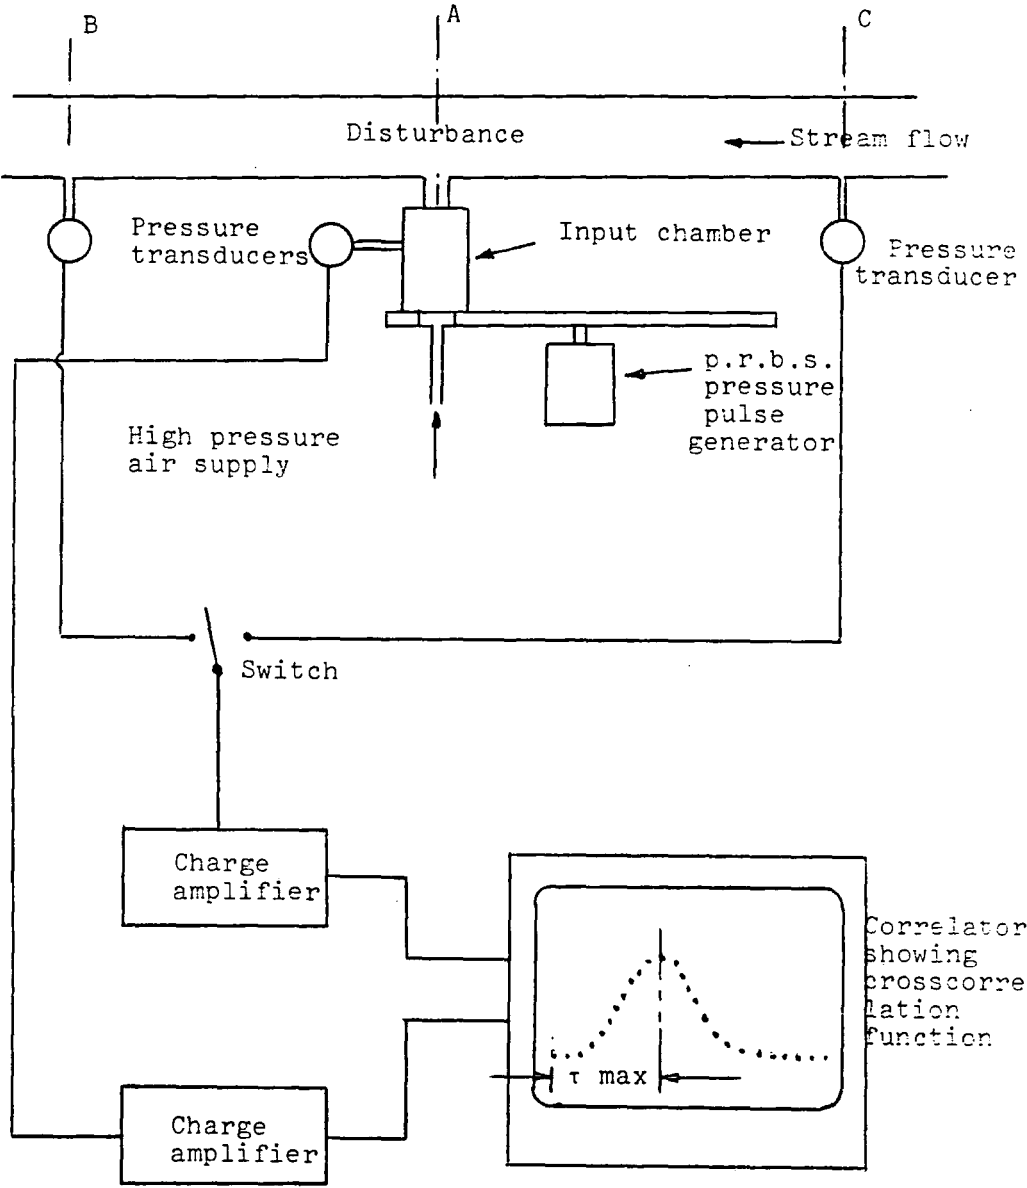 B
A
C
Disturbance
Stream flow
Pressure
transducers
Input chamber
Pressure
transducer
p.r.b.s.
pressure
pulse
generator
High pressure
air supply
Switch
Charge
amplifier
Correlator
showing
crosscorre
lation
function
τ max
Charge
amplifier